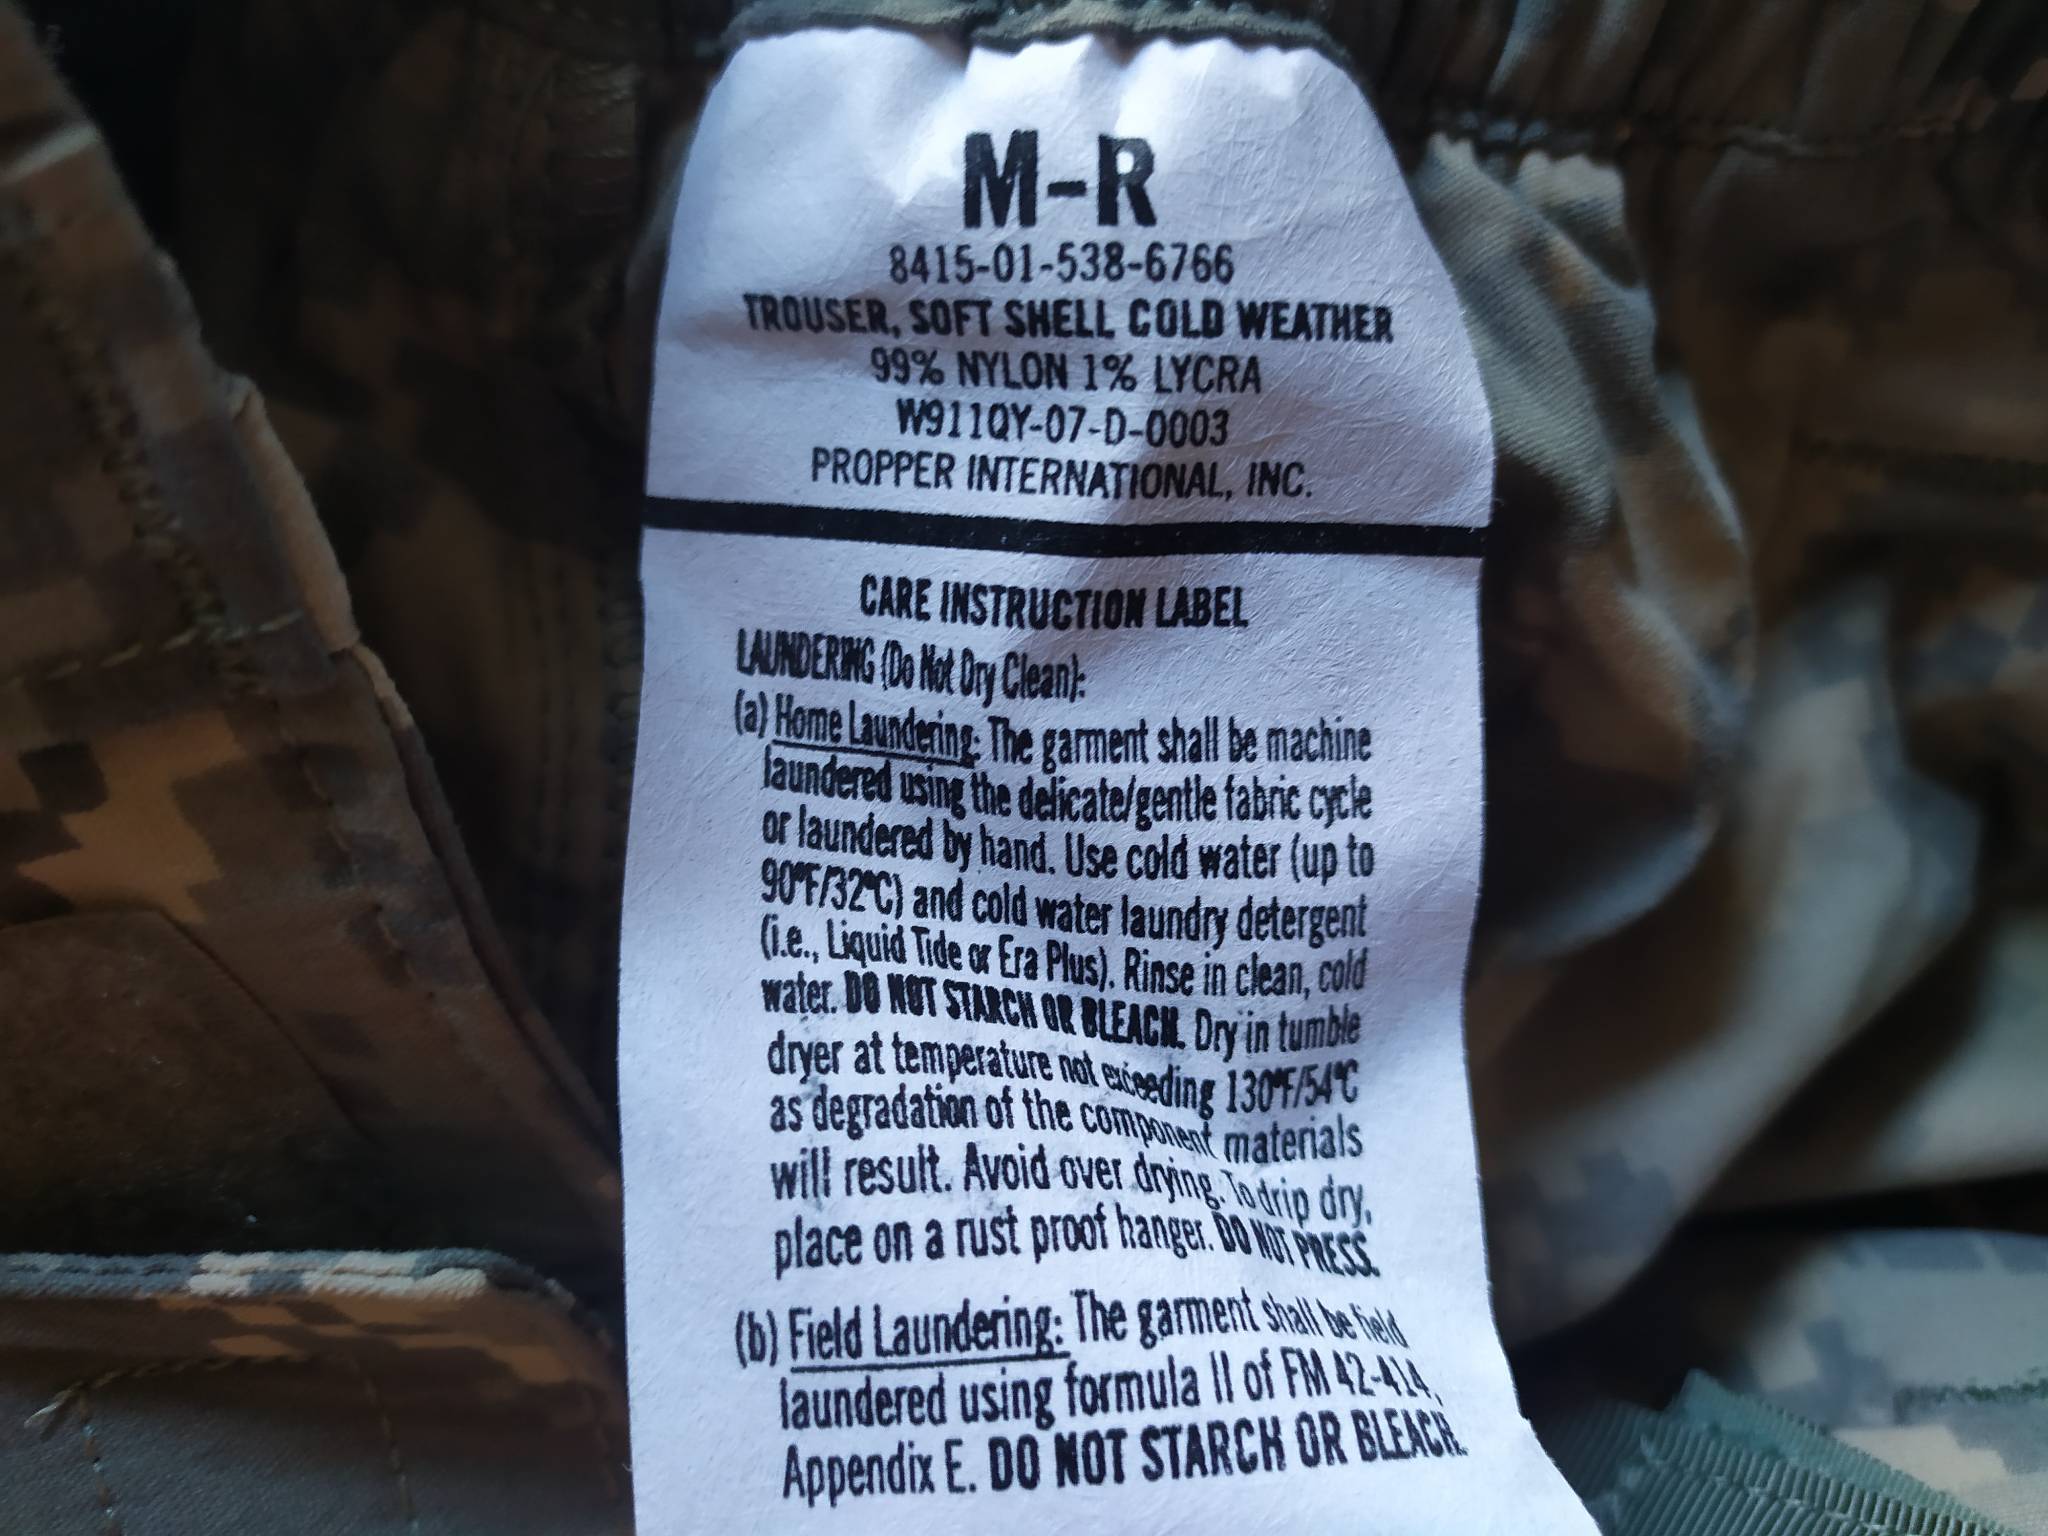 M-R
8415-01-538-6766
TROUSER, SOFT SHELL COLD WEATHER
99% NYLON 1% LYCRA
W911QY-07-D-0003
PROPPER INTERNATIONAL, INC.
CARE INSTRUCTION LABEL
LAUNDERING (Do Not Dry Clean):
(a) Home Laundering: The garment shall be machine
laundered using the delicate/gentle fabric cycle
or laundered by hand. Use cold water (up to
90°F/32°C) and cold water laundry detergent
(i.e., Liquid Tide or Era Plus). Rinse in clean, cold
water. DO NOT STARCH OR BLEACH. Dry in tumble
dryer at temperature not exceeding 130°F/54°C
as degradation of the component materials
will result. Avoid over drying. To drip dry,
place on a rust proof hanger. DO NOT PRESS.
(b) Field Laundering: The garment shall be field
laundered using formula II of FM 42-414,
Appendix E. DO NOT STARCH OR BLEACH.